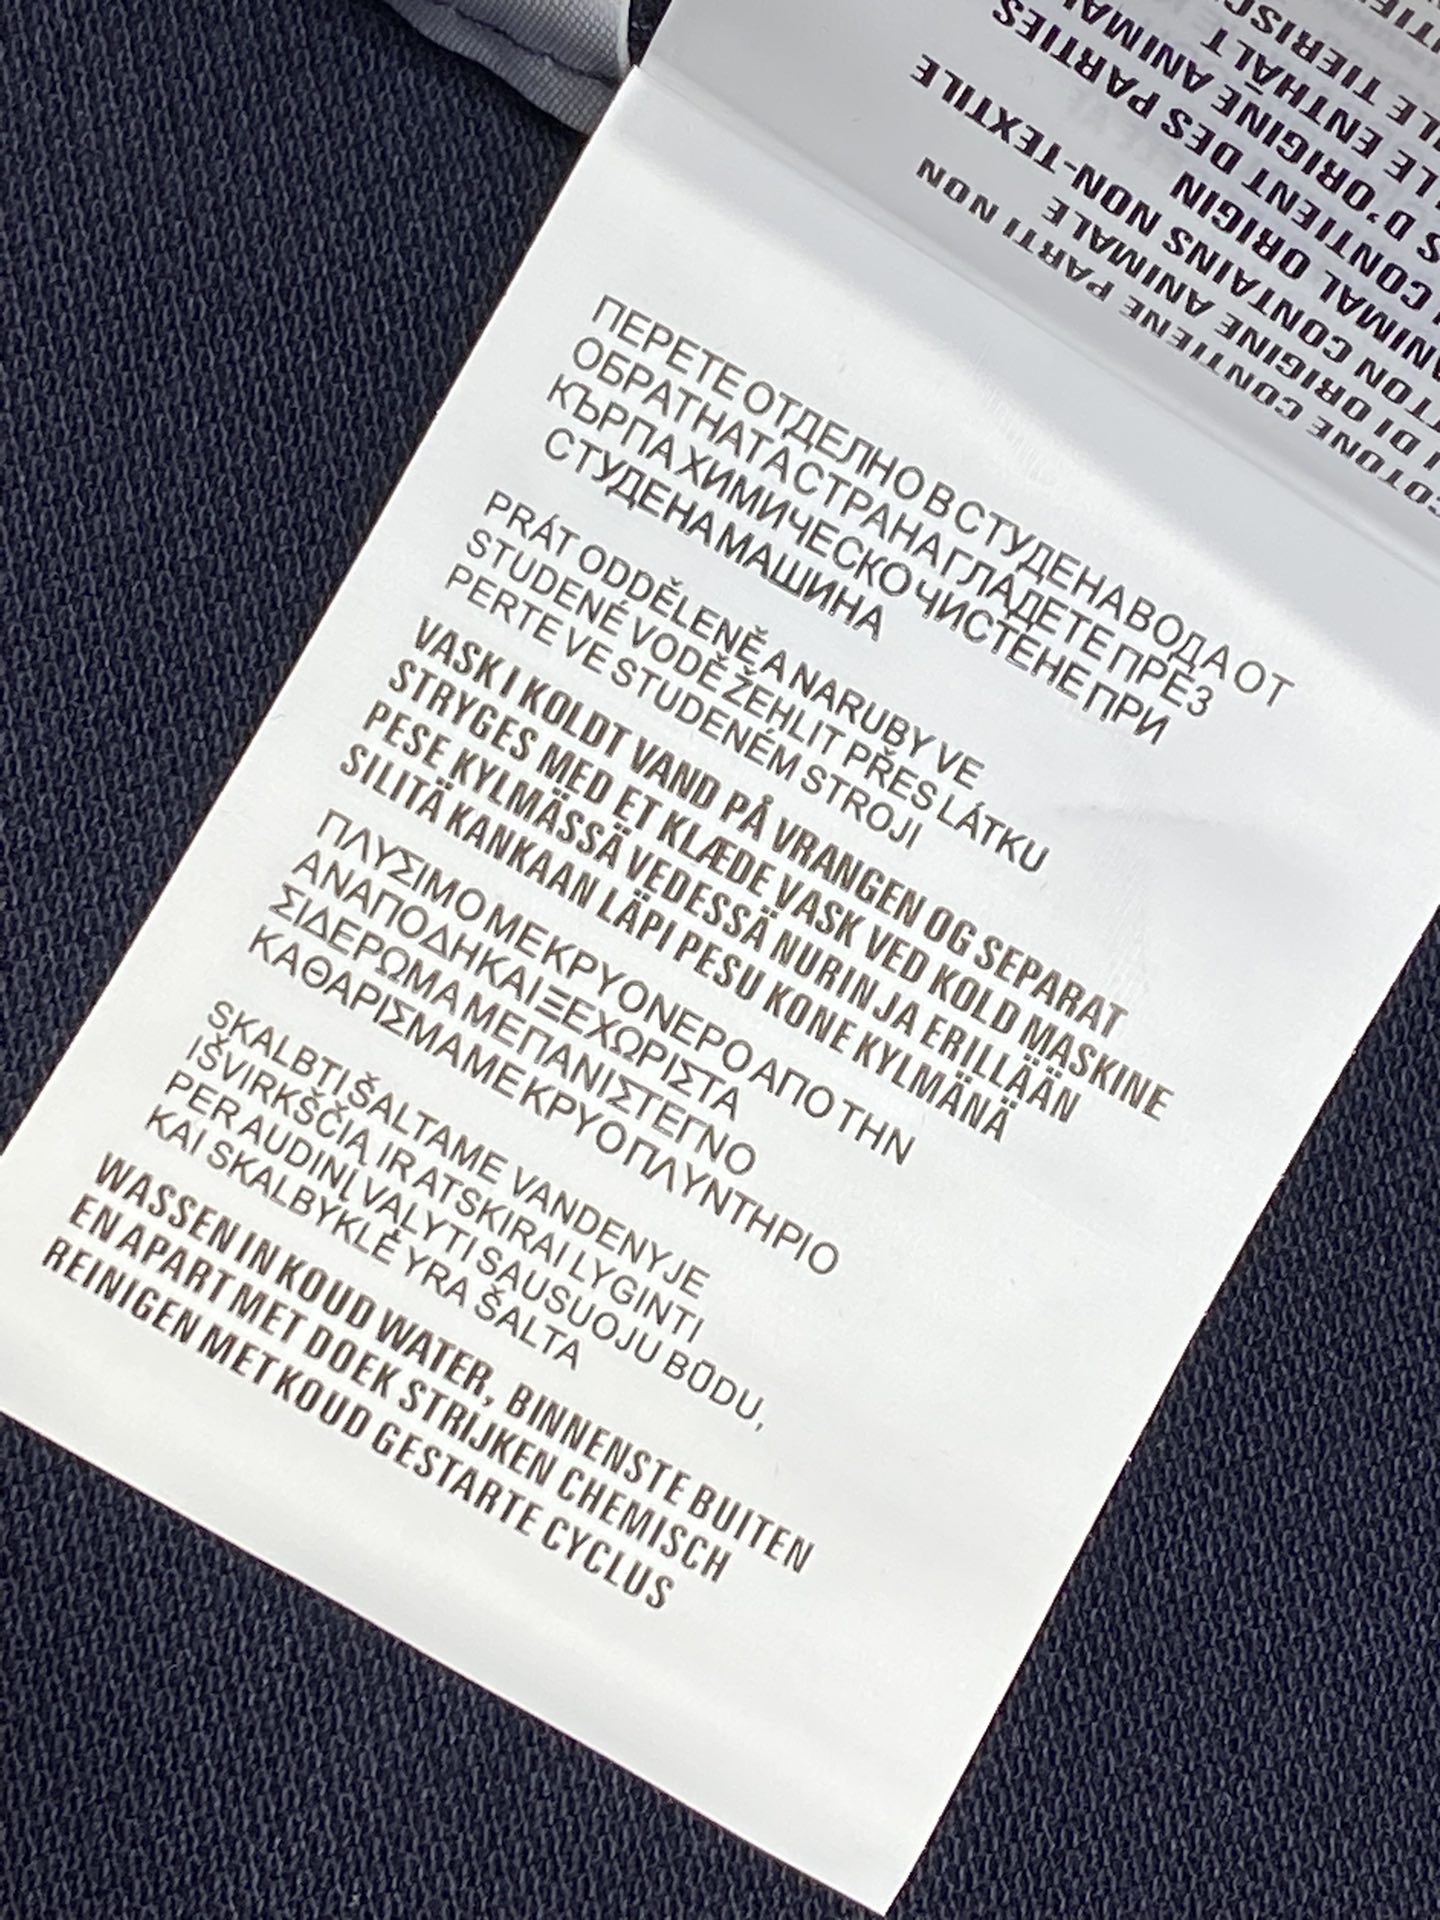 ПЕРЕТЕ ОТДЕЛНО В СТУДЕНА ВОДА ОТ
ОБРАТНАТА СТРАНА ГЛАДЕТЕ ПРЕЗ
КЪРПА ХИМИЧЕСКО ЧИСТЕНЕ ПРИ
СТУДЕНА МАШИНА
PRÁT ODDĚLENĚ A NARUBY VE
STUDENÉ VODĚ ŽEHLIT PŘES LÁTKU
PERTE VE STUDENÉM STROJI
VASK I KOLDT VAND PÅ VRANGEN OG SEPARAT
STRYGES MED ET KLÆDE VASK VED KOLD MASKINE
PESE KYLMÄSSÄ VEDESSÄ NURIN JA ERILLÄÄN
SILITÄ KANKAAN LÄPI PESU KONE KYLMÄNÄ
ΠΛΥΣΙΜΟ ΜΕ ΚΡΥΟ ΝΕΡΟ ΑΠΟ ΤΗΝ
ΑΝΑΠΟΔΗ ΚΑΙ ΞΕΧΩΡΙΣΤΑ
ΣΙΔΕΡΩΜΑ ΜΕ ΠΑΝΙ ΣΤΕΓΝΟ
ΚΑΘΑΡΙΣΜΑ ΜΕ ΚΡΥΟ ΠΛΥΝΤΗΡΙΟ
SKALBTI ŠALTAME VANDENYJE
IŠVIRKŠČIĄ IR ATSKIRAI LYGINTI
PER AUDINĮ VALYTI SAUSUOJU BŪDU,
KAI SKALBYKLĖ YRA ŠALTA
WASSEN IN KOUD WATER, BINNENSTE BUITEN
EN APART MET DOEK STRIJKEN CHEMISCH
REINIGEN MET KOUD GESTARTE CYCLUS
COTONE CONTIENE PARTI NON
DI ORIGINE ANIMALE
CONTAINS NON-TEXTILE
ANIMAL ORIGIN
CONTIENT DES PARTIES
D'ORIGINE
ENTHÄLT